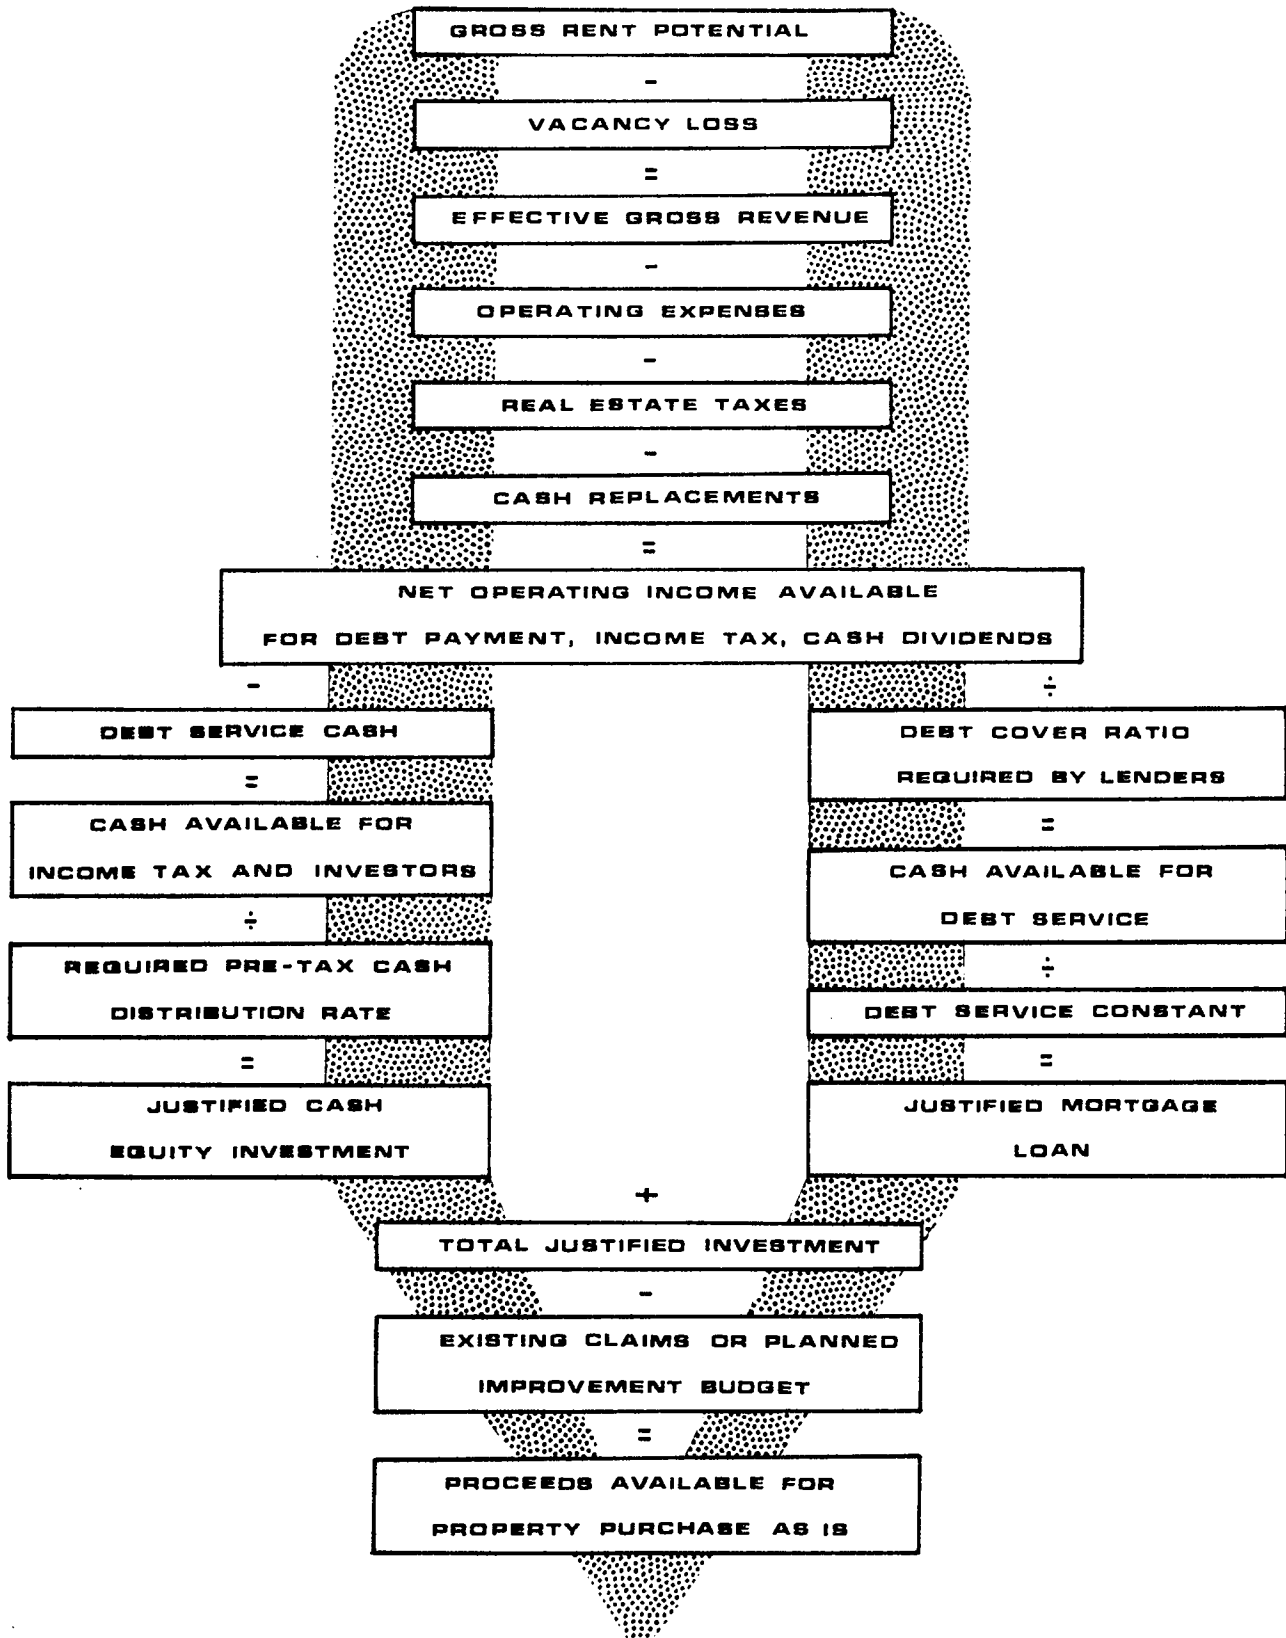 GROSS RENT POTENTIAL
-
VACANCY LOSS
=
EFFECTIVE GROSS REVENUE
-
OPERATING EXPENSES
-
REAL ESTATE TAXES
-
CASH REPLACEMENTS
=
NET OPERATING INCOME AVAILABLE
FOR DEBT PAYMENT, INCOME TAX, CASH DIVIDENDS
-
DEBT SERVICE CASH
=
CASH AVAILABLE FOR
INCOME TAX AND INVESTORS
÷
REQUIRED PRE-TAX CASH
DISTRIBUTION RATE
=
JUSTIFIED CASH
EQUITY INVESTMENT
÷
DEBT COVER RATIO
REQUIRED BY LENDERS
=
CASH AVAILABLE FOR
DEBT SERVICE
÷
DEBT SERVICE CONSTANT
=
JUSTIFIED MORTGAGE
LOAN
+
TOTAL JUSTIFIED INVESTMENT
-
EXISTING CLAIMS OR PLANNED
IMPROVEMENT BUDGET
=
PROCEEDS AVAILABLE FOR
PROPERTY PURCHASE AS IS